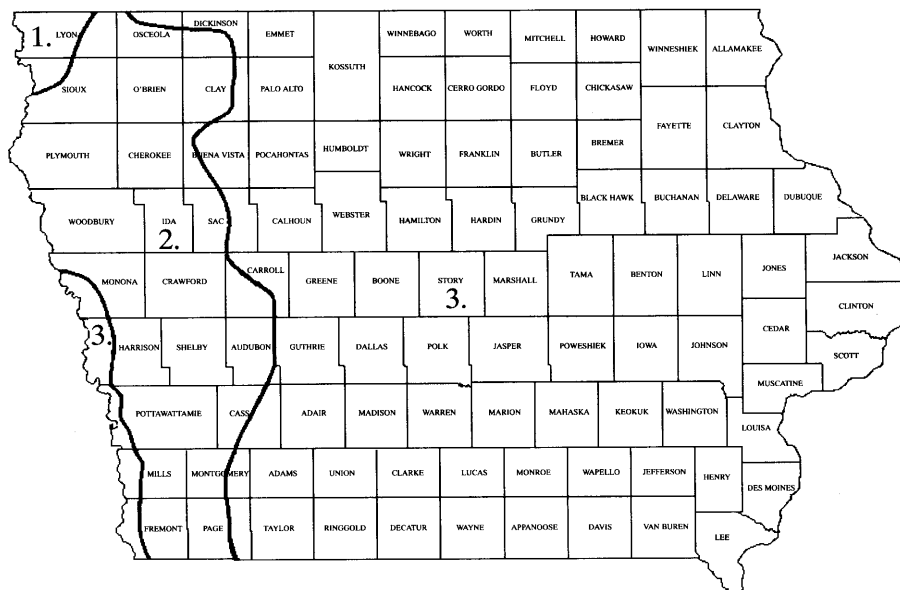 DICKINSON
1. LYON OSCEOLA EMMET WINNEBAGO WORTH MITCHELL HOWARD WINNESHIEK ALLAMAKEE
KOSSUTH
SIOUX O'BRIEN CLAY PALO ALTO HANCOCK CERRO GORDO FLOYD CHICKASAW
FAYETTE CLAYTON
PLYMOUTH CHEROKEE BUENA VISTA POCAHONTAS HUMBOLDT WRIGHT FRANKLIN BUTLER BREMER
WOODBURY IDA SAC CALHOUN WEBSTER HAMILTON HARDIN GRUNDY BLACK HAWK BUCHANAN DELAWARE DUBUQUE
2.
MONONA CRAWFORD CARROLL GREENE BOONE STORY MARSHALL TAMA BENTON LINN JONES JACKSON
3.
CLINTON
3. HARRISON SHELBY AUDUBON GUTHRIE DALLAS POLK JASPER POWESHIEK IOWA JOHNSON CEDAR SCOTT
MUSCATINE
POTTAWATTAMIE CASS ADAIR MADISON WARREN MARION MAHASKA KEOKUK WASHINGTON
LOUISA
MILLS MONTGOMERY ADAMS UNION CLARKE LUCAS MONROE WAPELLO JEFFERSON HENRY
DES MOINES
FREMONT PAGE TAYLOR RINGGOLD DECATUR WAYNE APPANOOSE DAVIS VAN BUREN LEE